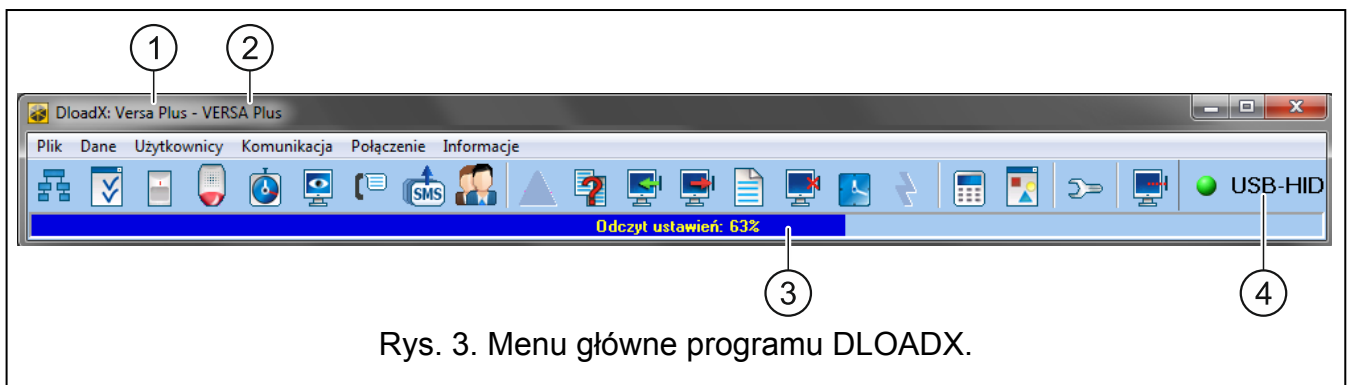 1 2
DloadX: Versa Plus - VERSA Plus
Plik Dane Użytkownicy Komunikacja Połączenie Informacje
SMS ? USB-HID
Odczyt ustawień: 63%
3 4
Rys. 3. Menu główne programu DLOADX.